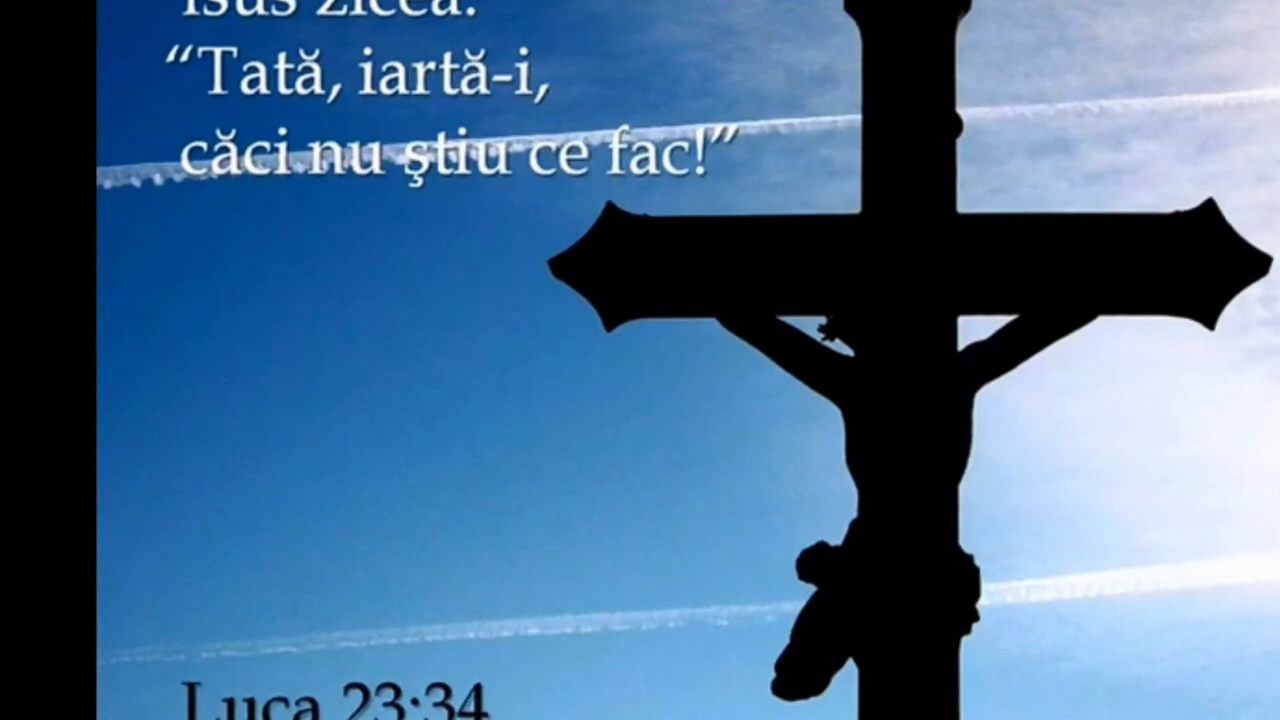 Isus zicea:
“Tată, iartă-i,
căci nu ştiu ce fac!”
Luca 23:34